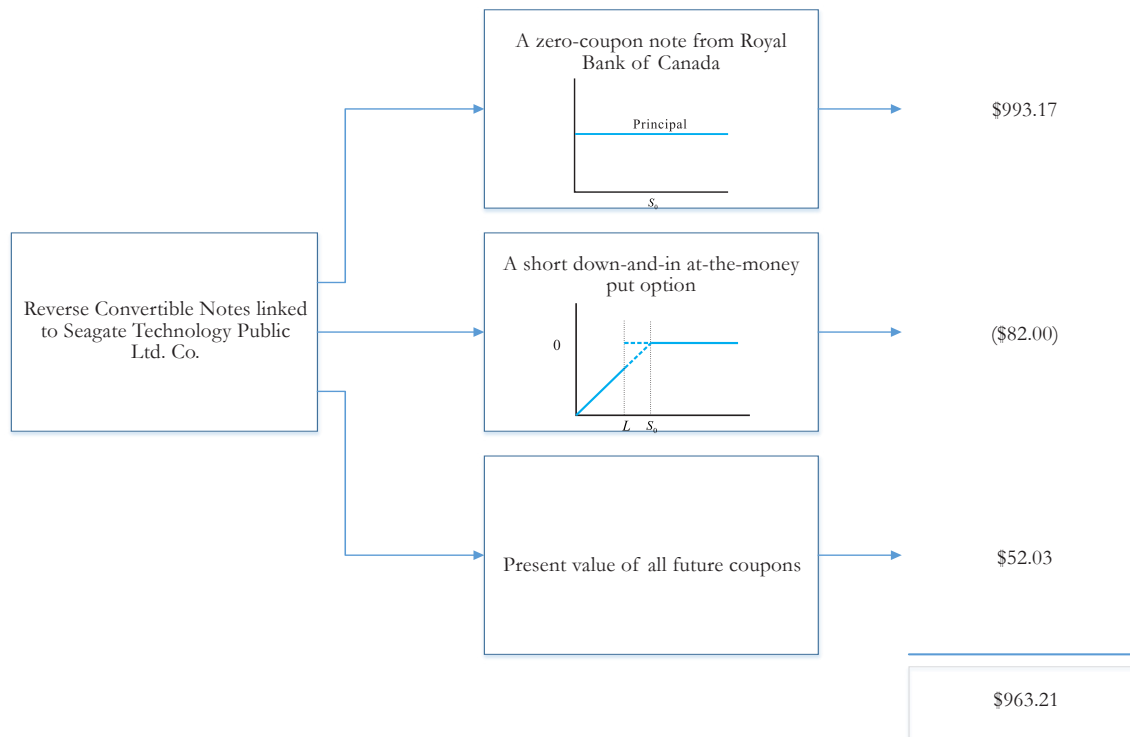 A zero-coupon note from Royal
Bank of Canada
Principal
S₀
$993.17
Reverse Convertible Notes linked
to Seagate Technology Public
Ltd. Co.
A short down-and-in at-the-money
put option
0
L S₀
($82.00)
Present value of all future coupons
$52.03
$963.21